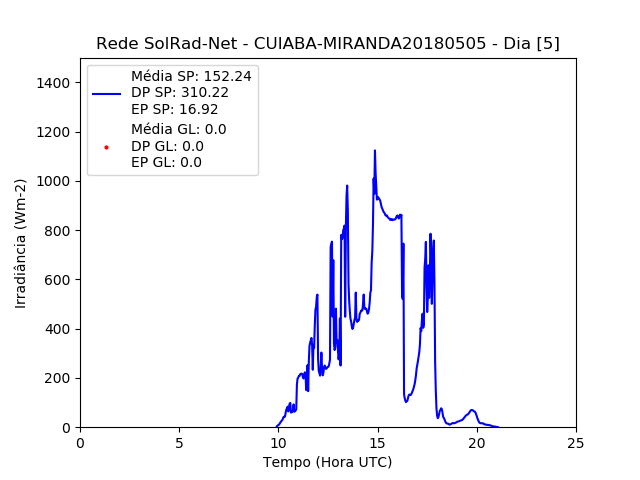 Rede SolRad-Net - CUIABA-MIRANDA20180505 - Dia [5]
Média SP: 152.24
DP SP: 310.22
EP SP: 16.92
Média GL: 0.0
DP GL: 0.0
EP GL: 0.0
1400
1200
1000
800
600
400
200
0
Irradiância (Wm-2)
0 5 10 15 20 25
Tempo (Hora UTC)